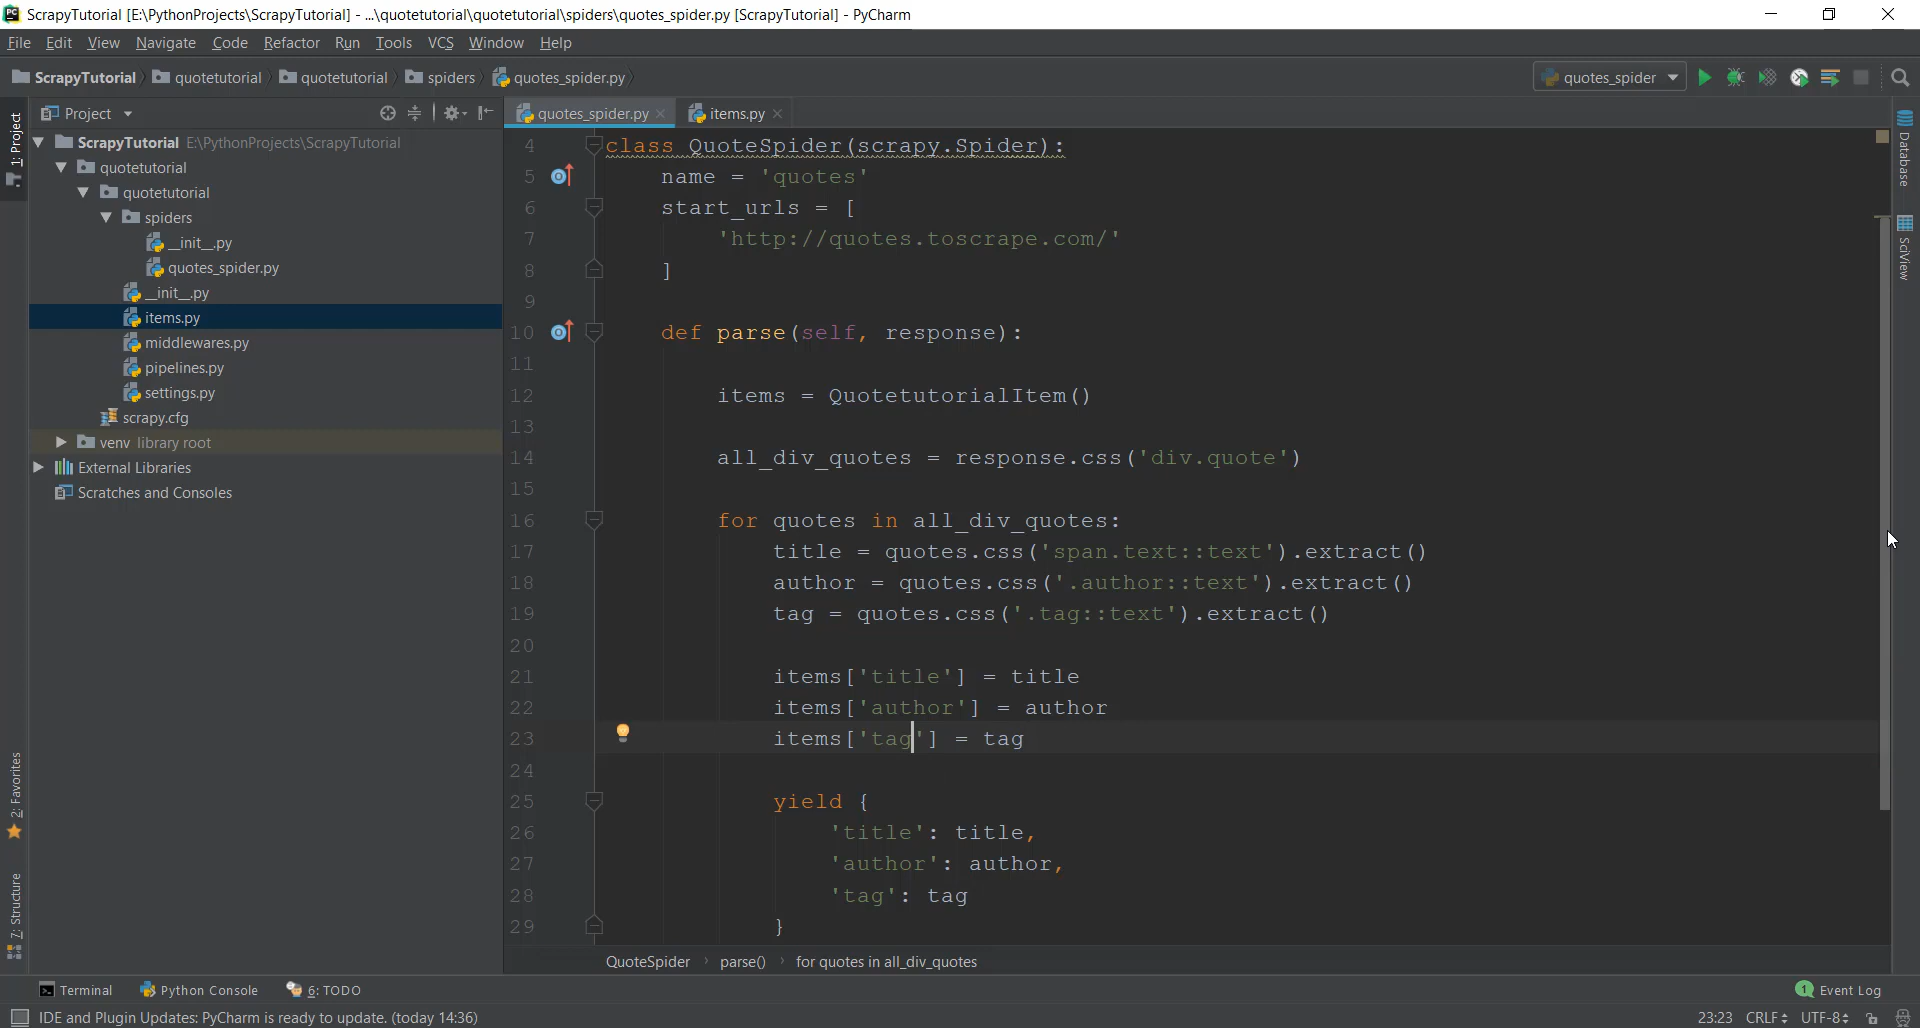 ScrapyTutorial [E:\PythonProjects\ScrapyTutorial] - ...\quotetutorial\quotetutorial\spiders\quotes_spider.py [ScrapyTutorial] - PyCharm
File Edit View Navigate Code Refactor Run Tools VCS Window Help
ScrapyTutorial quotetutorial quotetutorial spiders quotes_spider.py quotes_spider
1: Project
Project
quotes_spider.py items.py
ScrapyTutorial E:\PythonProjects\ScrapyTutorial
quotetutorial
quotetutorial
spiders
__init__.py
quotes_spider.py
__init__.py
items.py
middlewares.py
pipelines.py
settings.py
scrapy.cfg
venv library root
External Libraries
Scratches and Consoles
2: Favorites
7: Structure
4 class QuoteSpider(scrapy.Spider):
5 name = 'quotes'
6 start_urls = [
7 'http://quotes.toscrape.com/'
8 ]
9
10 def parse(self, response):
11
12 items = QuotetutorialItem()
13
14 all_div_quotes = response.css('div.quote')
15
16 for quotes in all_div_quotes:
17 title = quotes.css('span.text::text').extract()
18 author = quotes.css('.author::text').extract()
19 tag = quotes.css('.tag::text').extract()
20
21 items['title'] = title
22 items['author'] = author
23 items['tag'] = tag
24
25 yield {
26 'title': title,
27 'author': author,
28 'tag': tag
29 }
QuoteSpider parse() for quotes in all_div_quotes
Database
SciView
Terminal Python Console 6: TODO 1 Event Log
IDE and Plugin Updates: PyCharm is ready to update. (today 14:36) 23:23 CRLF UTF-8